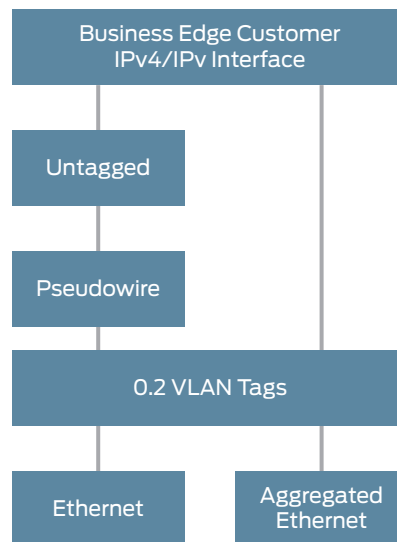 Business Edge Customer
IPv4/IPv Interface
Untagged
Pseudowire
0.2 VLAN Tags
Ethernet
Aggregated
Ethernet